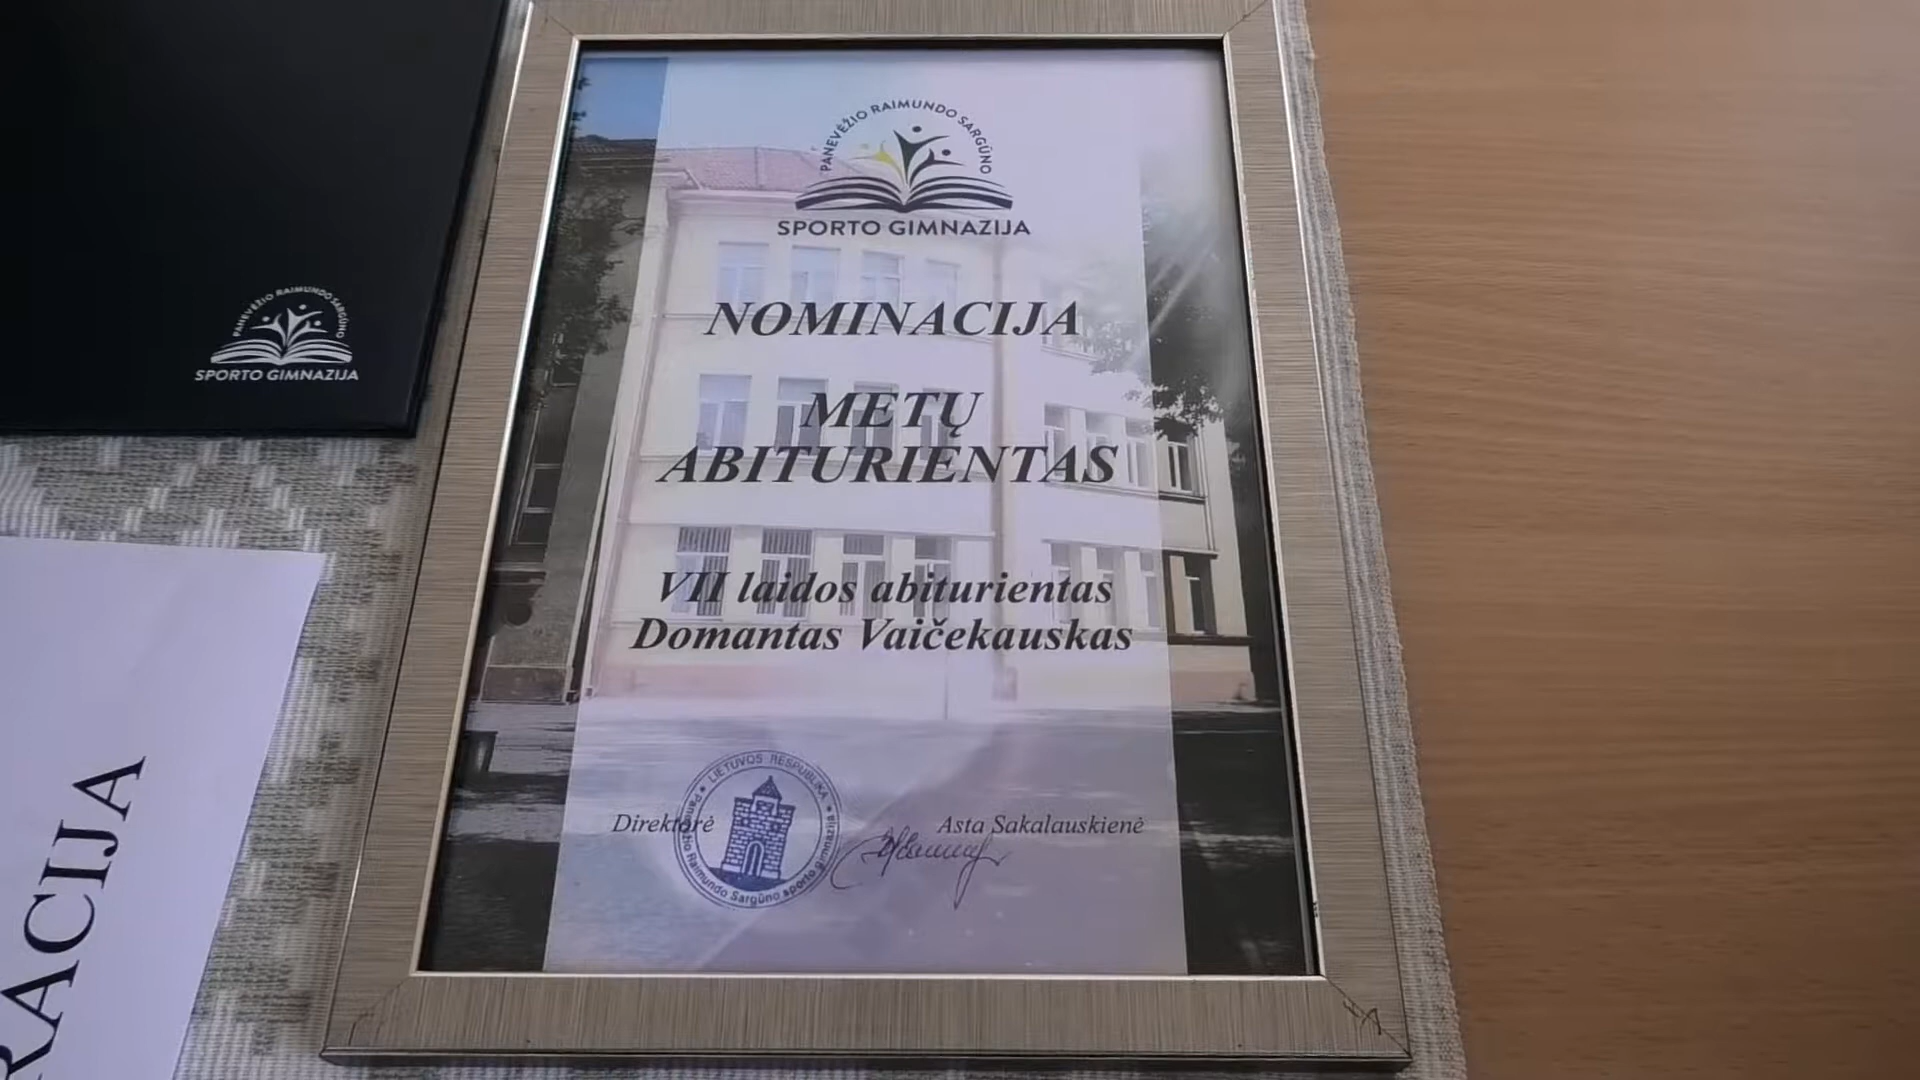 PANEVĖŽIO RAIMUNDO SARGŪNO
SPORTO GIMNAZIJA
NOMINACIJA
METŲ
ABITURIENTAS
VII laidos abiturientas
Domantas Vaičekauskas
Direktorė
Asta Sakalauskienė
LIETUVOS RESPUBLIKA
Panevėžio Raimundo Sargūno sporto gimnazija
PANEVĖŽIO RAIMUNDO SARGŪNO
SPORTO GIMNAZIJA
RACIJA